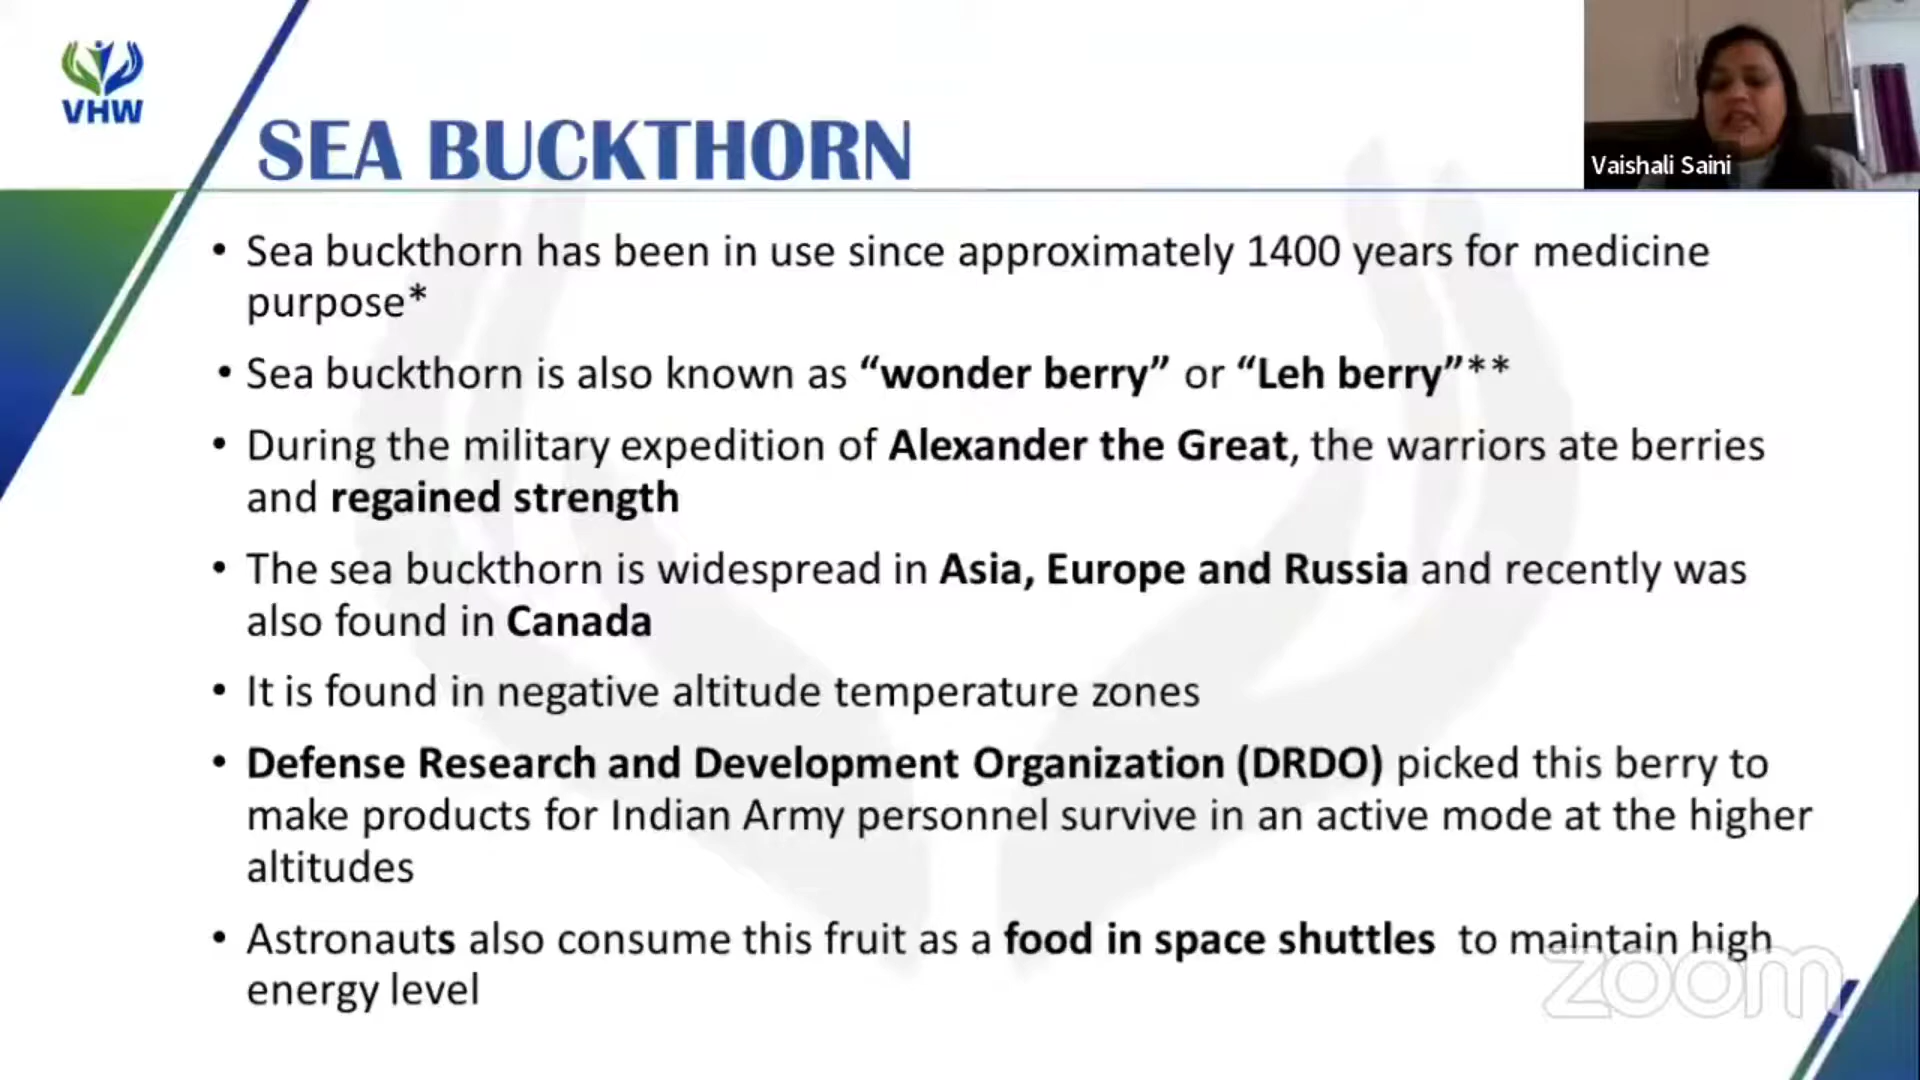 VHW
Vaishali Saini
SEA BUCKTHORN
• Sea buckthorn has been in use since approximately 1400 years for medicine
purpose*
• Sea buckthorn is also known as “wonder berry” or “Leh berry”**
• During the military expedition of Alexander the Great, the warriors ate berries
and regained strength
• The sea buckthorn is widespread in Asia, Europe and Russia and recently was
also found in Canada
• It is found in negative altitude temperature zones
• Defense Research and Development Organization (DRDO) picked this berry to
make products for Indian Army personnel survive in an active mode at the higher
altitudes
• Astronauts also consume this fruit as a food in space shuttles to maintain high
energy level
zoom